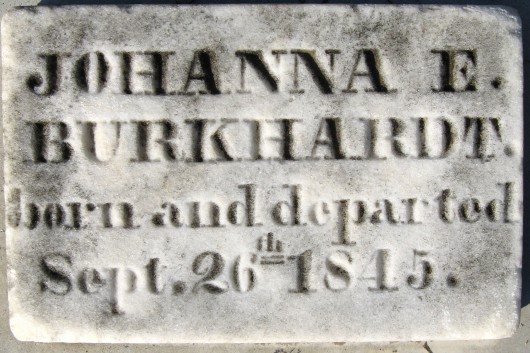 JOHANNA E.
BURKHARDT.
born and departed
Sept. 26th 1845.